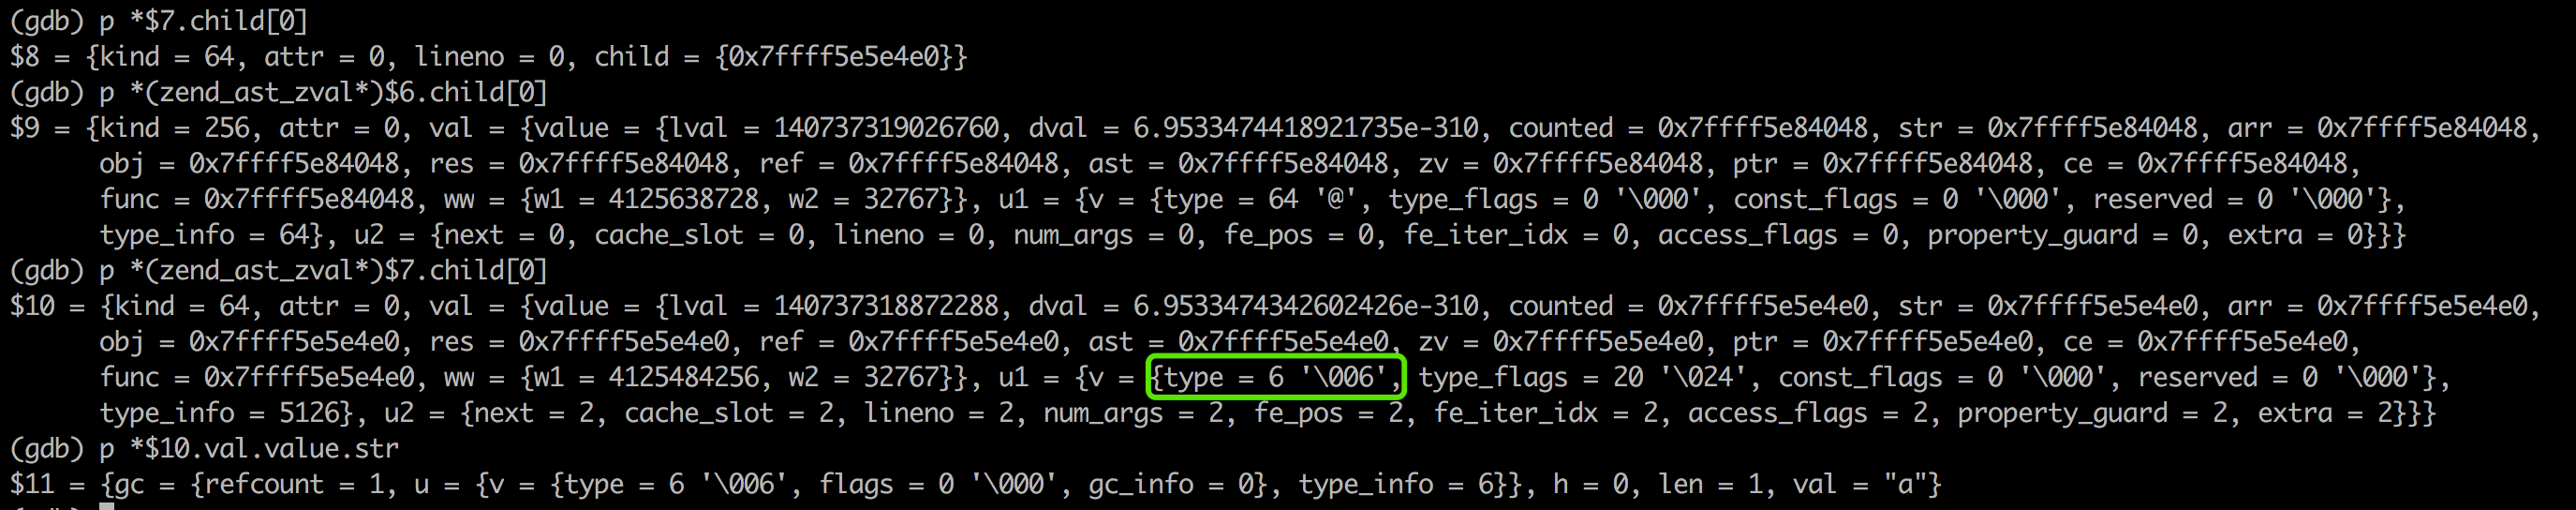 (gdb) p *$7.child[0]
$8 = {kind = 64, attr = 0, lineno = 0, child = {0x7ffff5e5e4e0}}
(gdb) p *(zend_ast_zval*)$6.child[0]
$9 = {kind = 256, attr = 0, val = {value = {lval = 140737319026760, dval = 6.9533474418921735e-310, counted = 0x7ffff5e84048, str = 0x7ffff5e84048, arr = 0x7ffff5e84048,
obj = 0x7ffff5e84048, res = 0x7ffff5e84048, ref = 0x7ffff5e84048, ast = 0x7ffff5e84048, zv = 0x7ffff5e84048, ptr = 0x7ffff5e84048, ce = 0x7ffff5e84048,
func = 0x7ffff5e84048, ww = {w1 = 4125638728, w2 = 32767}}, u1 = {v = {type = 64 '@', type_flags = 0 '\000', const_flags = 0 '\000', reserved = 0 '\000'},
type_info = 64}, u2 = {next = 0, cache_slot = 0, lineno = 0, num_args = 0, fe_pos = 0, fe_iter_idx = 0, access_flags = 0, property_guard = 0, extra = 0}}}
(gdb) p *(zend_ast_zval*)$7.child[0]
$10 = {kind = 64, attr = 0, val = {value = {lval = 140737318872288, dval = 6.9533474342602426e-310, counted = 0x7ffff5e5e4e0, str = 0x7ffff5e5e4e0, arr = 0x7ffff5e5e4e0,
obj = 0x7ffff5e5e4e0, res = 0x7ffff5e5e4e0, ref = 0x7ffff5e5e4e0, ast = 0x7ffff5e5e4e0, zv = 0x7ffff5e5e4e0, ptr = 0x7ffff5e5e4e0, ce = 0x7ffff5e5e4e0,
func = 0x7ffff5e5e4e0, ww = {w1 = 4125484256, w2 = 32767}}, u1 = {v = {type = 6 '\006', type_flags = 20 '\024', const_flags = 0 '\000', reserved = 0 '\000'},
type_info = 5126}, u2 = {next = 2, cache_slot = 2, lineno = 2, num_args = 2, fe_pos = 2, fe_iter_idx = 2, access_flags = 2, property_guard = 2, extra = 2}}}
(gdb) p *$10.val.value.str
$11 = {gc = {refcount = 1, u = {v = {type = 6 '\006', flags = 0 '\000', gc_info = 0}, type_info = 6}}, h = 0, len = 1, val = "a"}